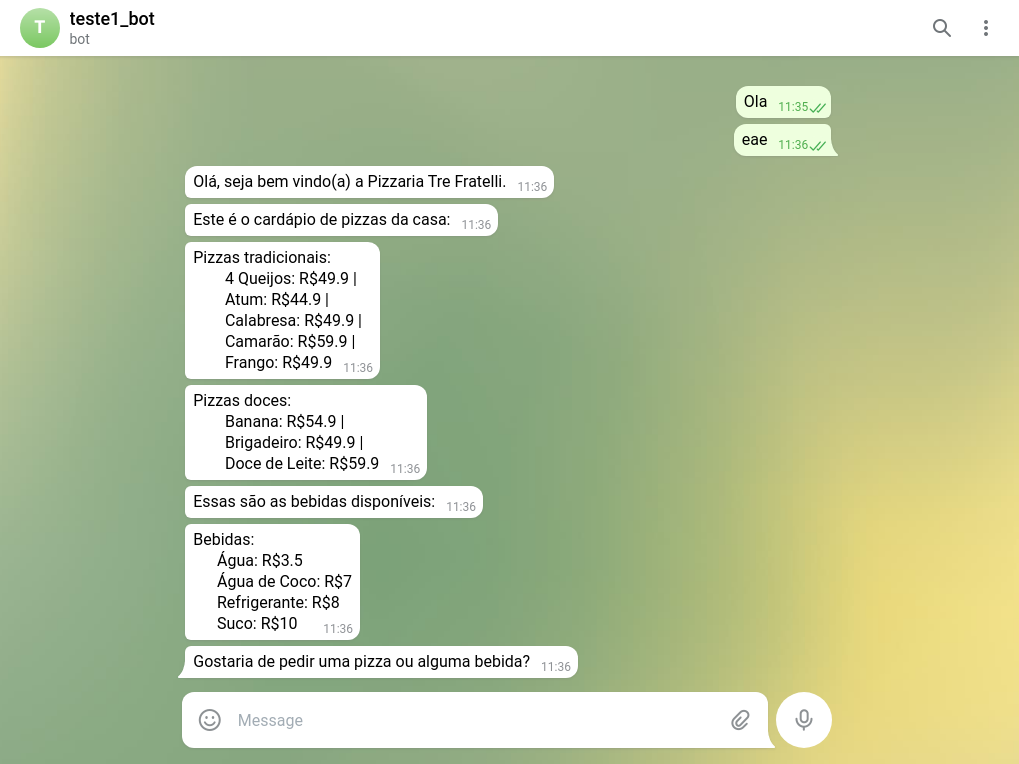 T
teste1_bot
bot
Ola 11:35
eae 11:36
Olá, seja bem vindo(a) a Pizzaria Tre Fratelli. 11:36
Este é o cardápio de pizzas da casa: 11:36
Pizzas tradicionais:
4 Queijos: R$49.9 |
Atum: R$44.9 |
Calabresa: R$49.9 |
Camarão: R$59.9 |
Frango: R$49.9 11:36
Pizzas doces:
Banana: R$54.9 |
Brigadeiro: R$49.9 |
Doce de Leite: R$59.9 11:36
Essas são as bebidas disponíveis: 11:36
Bebidas:
Água: R$3.5
Água de Coco: R$7
Refrigerante: R$8
Suco: R$10 11:36
Gostaria de pedir uma pizza ou alguma bebida? 11:36
Message